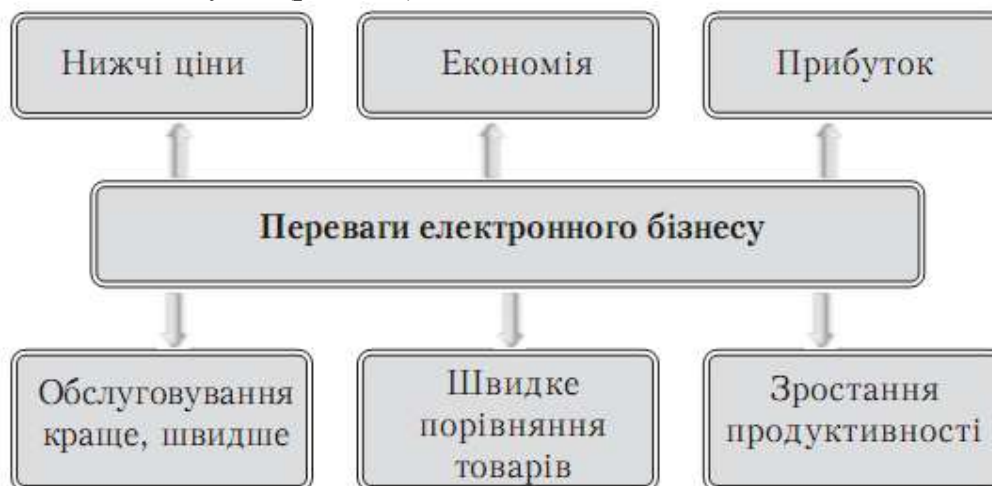 Нижчі ціни
Економія
Прибуток
Переваги електронного бізнесу
Обслуговування
краще, швидше
Швидке
порівняння
товарів
Зростання
продуктивності